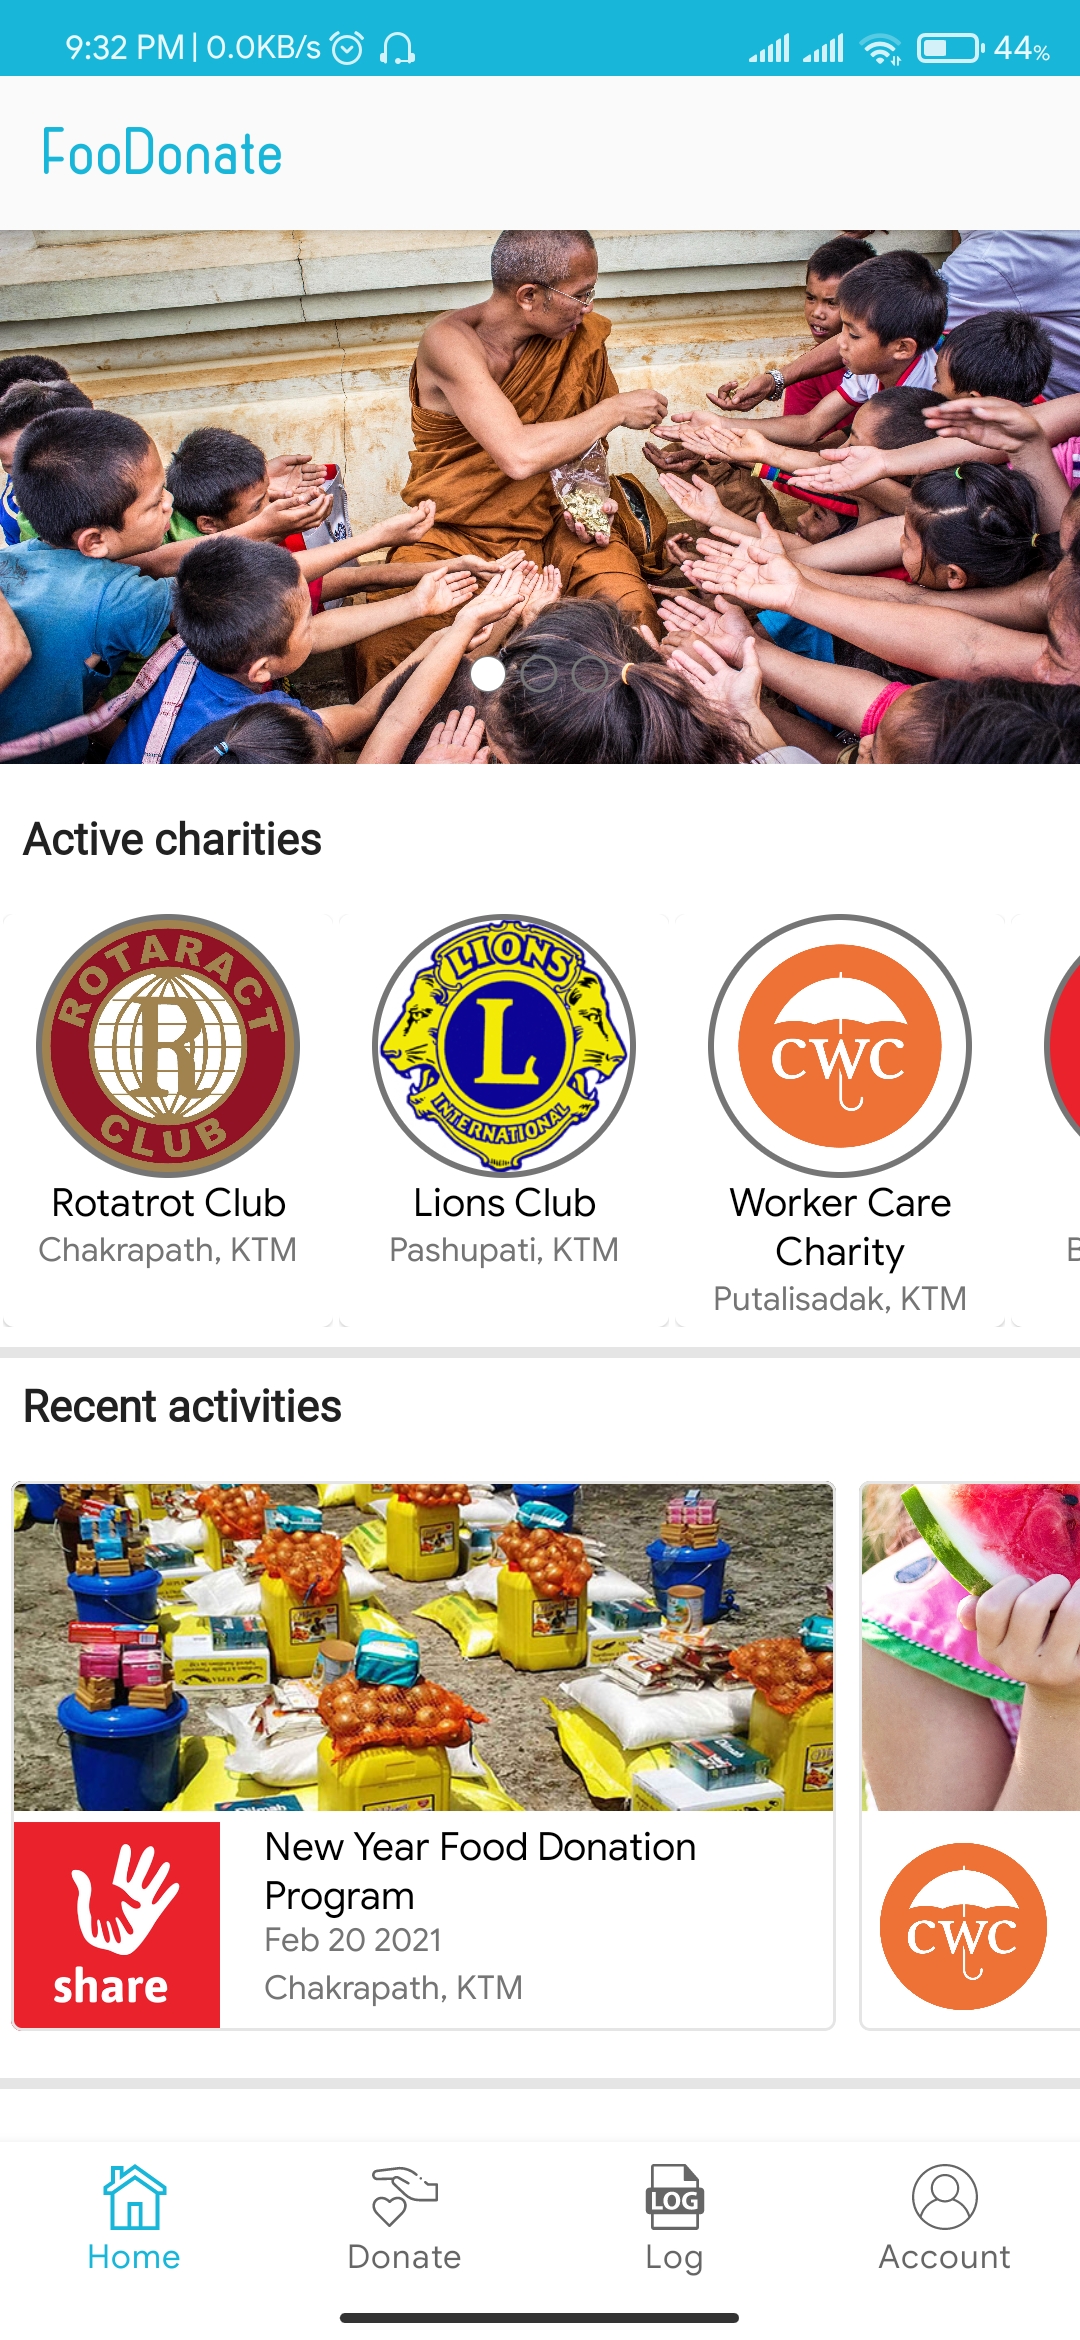 9:32 PM | 0.0KB/s
44%
FooDonate
Active charities
ROTARACT
R
CLUB
LIONS
L
INTERNATIONAL
CWC
Rotatrot Club
Chakrapath, KTM
Lions Club
Pashupati, KTM
Worker Care
Charity
Putalisadak, KTM
Recent activities
share
New Year Food Donation
Program
Feb 20 2021
Chakrapath, KTM
CWC
LOG
Home
Donate
Log
Account